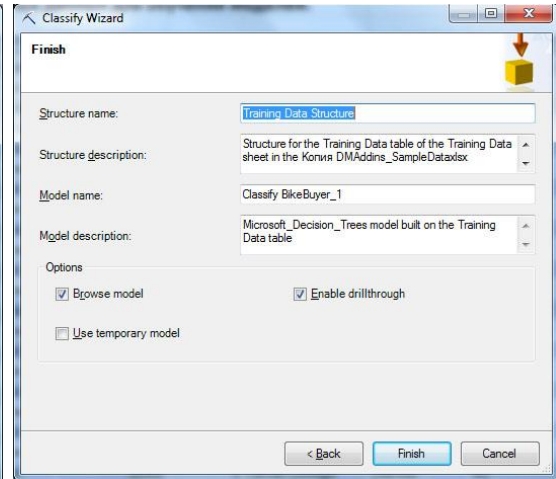 Classify Wizard
Finish
Structure name:
Training Data Structure
Structure description:
Structure for the Training Data table of the Training Data
sheet in the Копия DMAddins_SampleDataxlsx
Model name:
Classify BikeBuyer_1
Model description:
Microsoft_Decision_Trees model built on the Training
Data table
Options
Browse model
Enable drillthrough
Use temporary model
< Back
Finish
Cancel